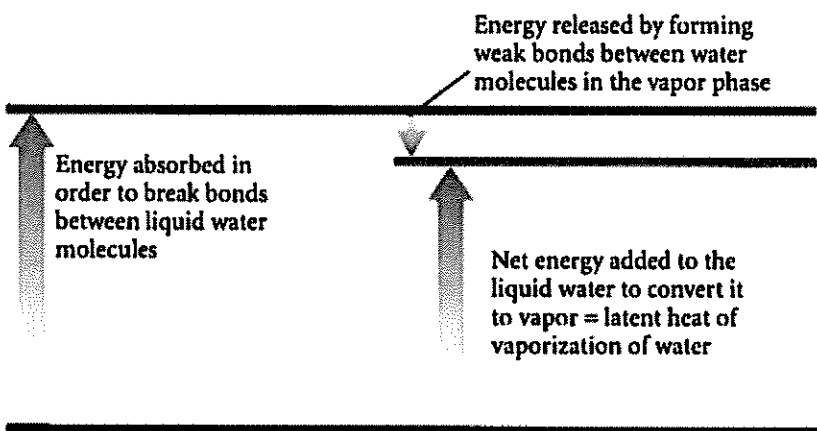 Energy released by forming
weak bonds between water
molecules in the vapor phase
Energy absorbed in
order to break bonds
between liquid water
molecules
Net energy added to the
liquid water to convert it
to vapor = latent heat of
vaporization of water